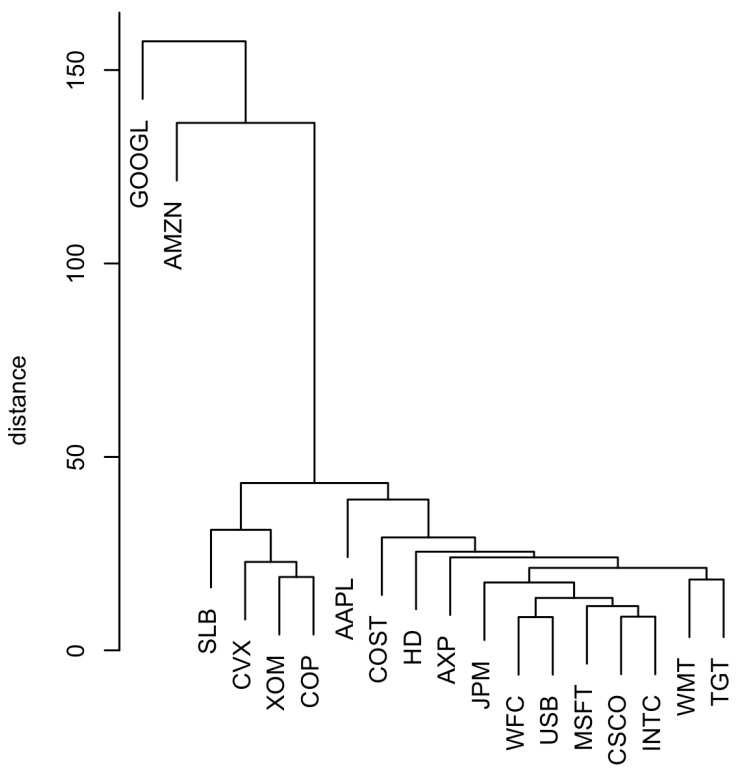 distance
150
100
50
0
GOOGL
AMZN
SLB
CVX
XOM
COP
AAPL
COST
HD
AXP
JPM
WFC
USB
MSFT
CSCO
INTC
WMT
TGT